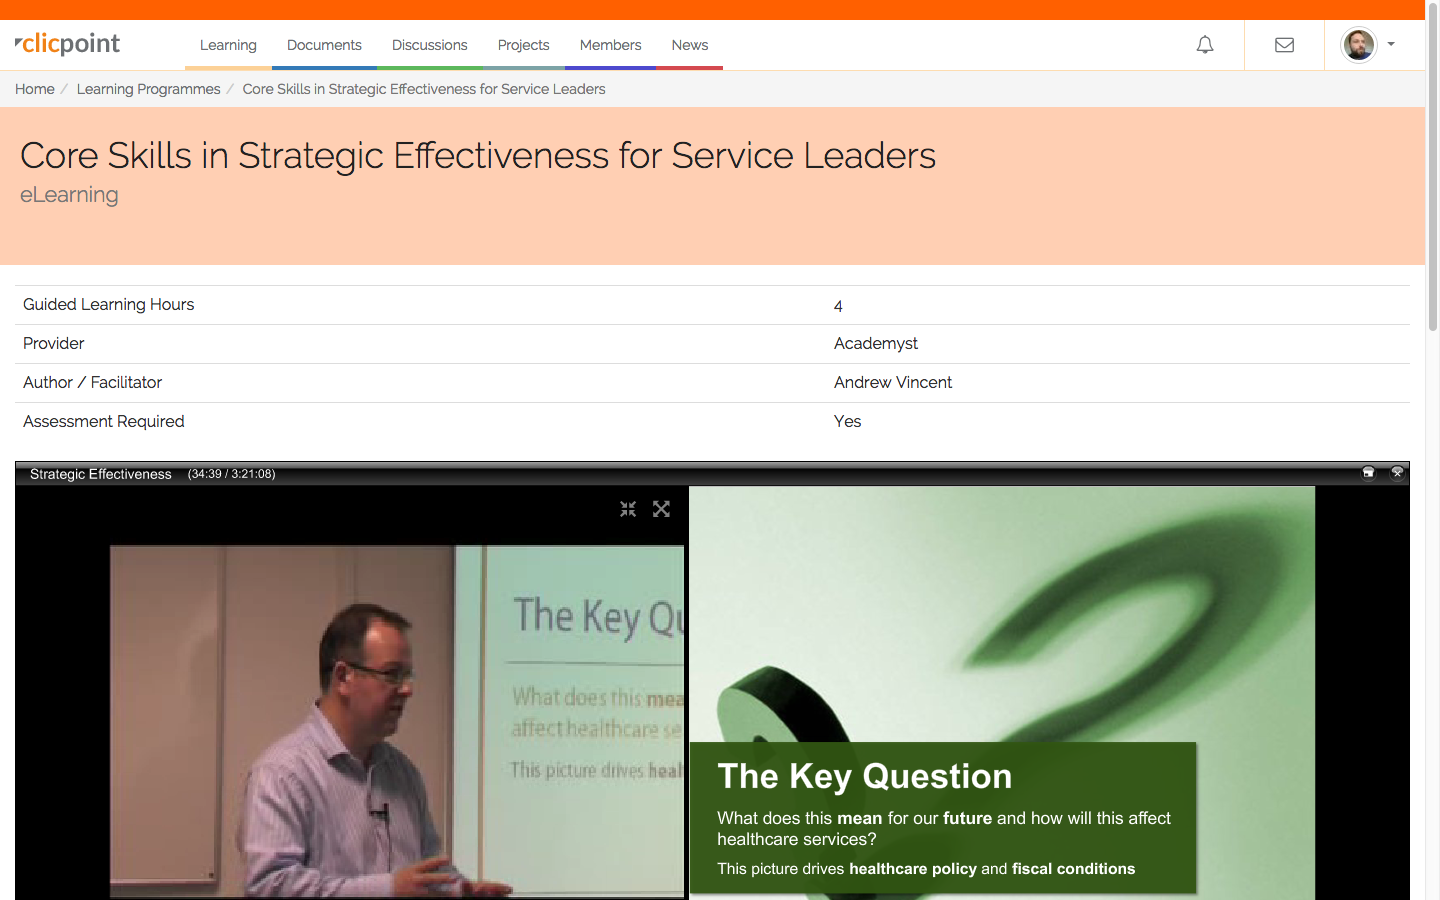 clicpoint
Learning
Documents
Discussions
Projects
Members
News
Home / Learning Programmes / Core Skills in Strategic Effectiveness for Service Leaders
Core Skills in Strategic Effectiveness for Service Leaders
eLearning
Guided Learning Hours 4
Provider Academyst
Author / Facilitator Andrew Vincent
Assessment Required Yes
Strategic Effectiveness (34:39 / 3:21:08)
The Key Qu
What does this mea
affect healthcare se
This picture drives healt
The Key Question
What does this mean for our future and how will this affect
healthcare services?
This picture drives healthcare policy and fiscal conditions